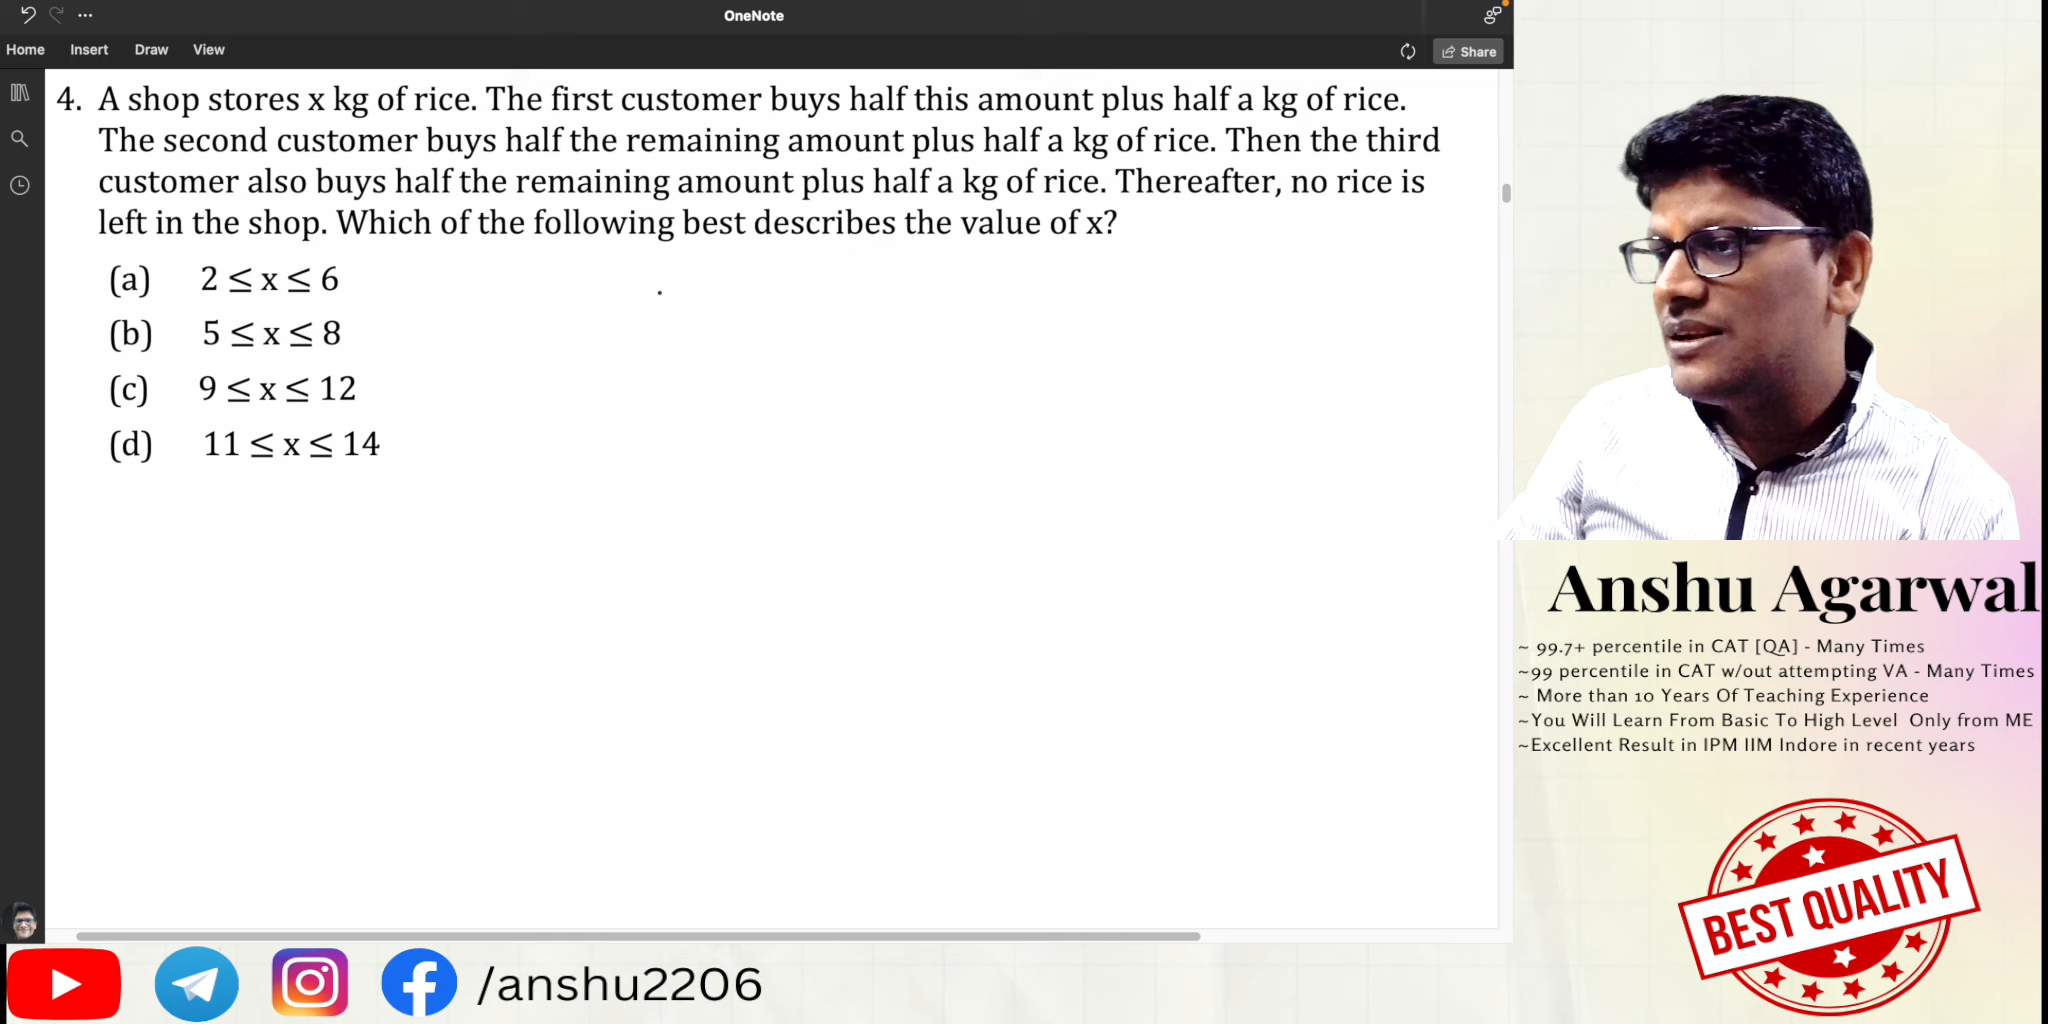 OneNote
Home Insert Draw View
Share
4. A shop stores x kg of rice. The first customer buys half this amount plus half a kg of rice.
The second customer buys half the remaining amount plus half a kg of rice. Then the third
customer also buys half the remaining amount plus half a kg of rice. Thereafter, no rice is
left in the shop. Which of the following best describes the value of x?
(a) 2 ≤ x ≤ 6
(b) 5 ≤ x ≤ 8
(c) 9 ≤ x ≤ 12
(d) 11 ≤ x ≤ 14
Anshu Agarwal
~ 99.7+ percentile in CAT [QA] - Many Times
~99 percentile in CAT w/out attempting VA - Many Times
~ More than 10 Years Of Teaching Experience
~You Will Learn From Basic To High Level Only from ME
~Excellent Result in IPM IIM Indore in recent years
BEST QUALITY
/anshu2206